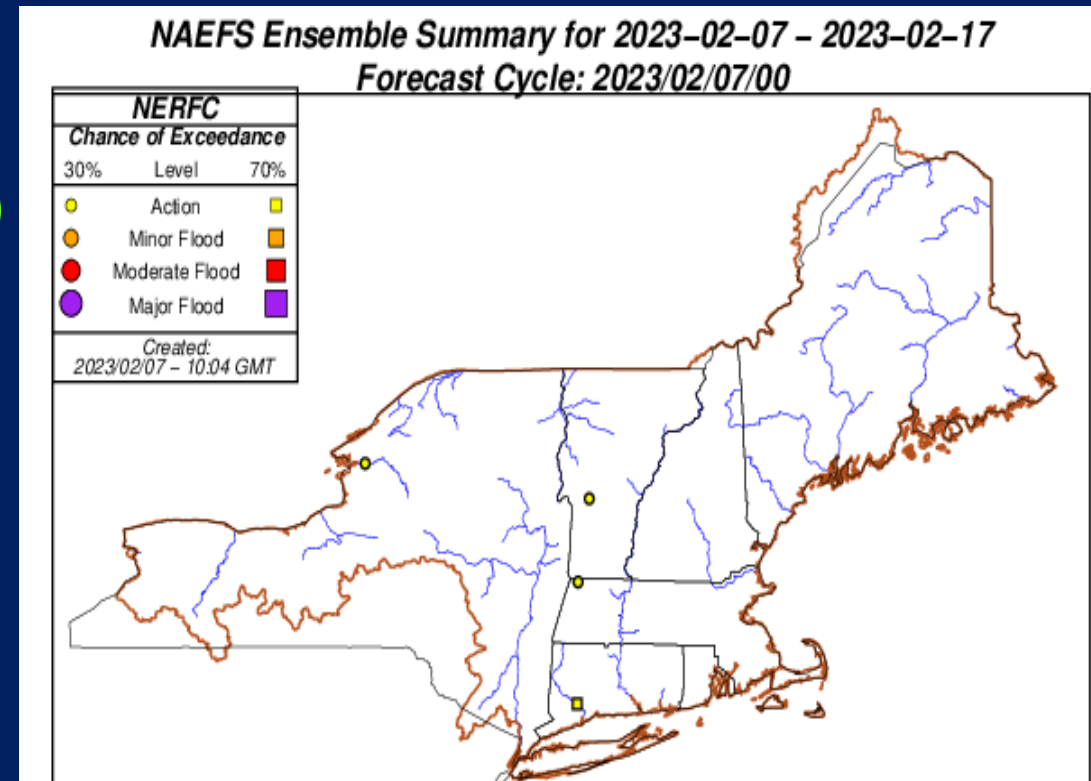 NAEFS Ensemble Summary for 2023–02–07 – 2023–02–17
Forecast Cycle: 2023/02/07/00
NERFC
Chance of Exceedance
30% Level 70%
Action
Minor Flood
Moderate Flood
Major Flood
Created:
2023/02/07 – 10:04 GMT